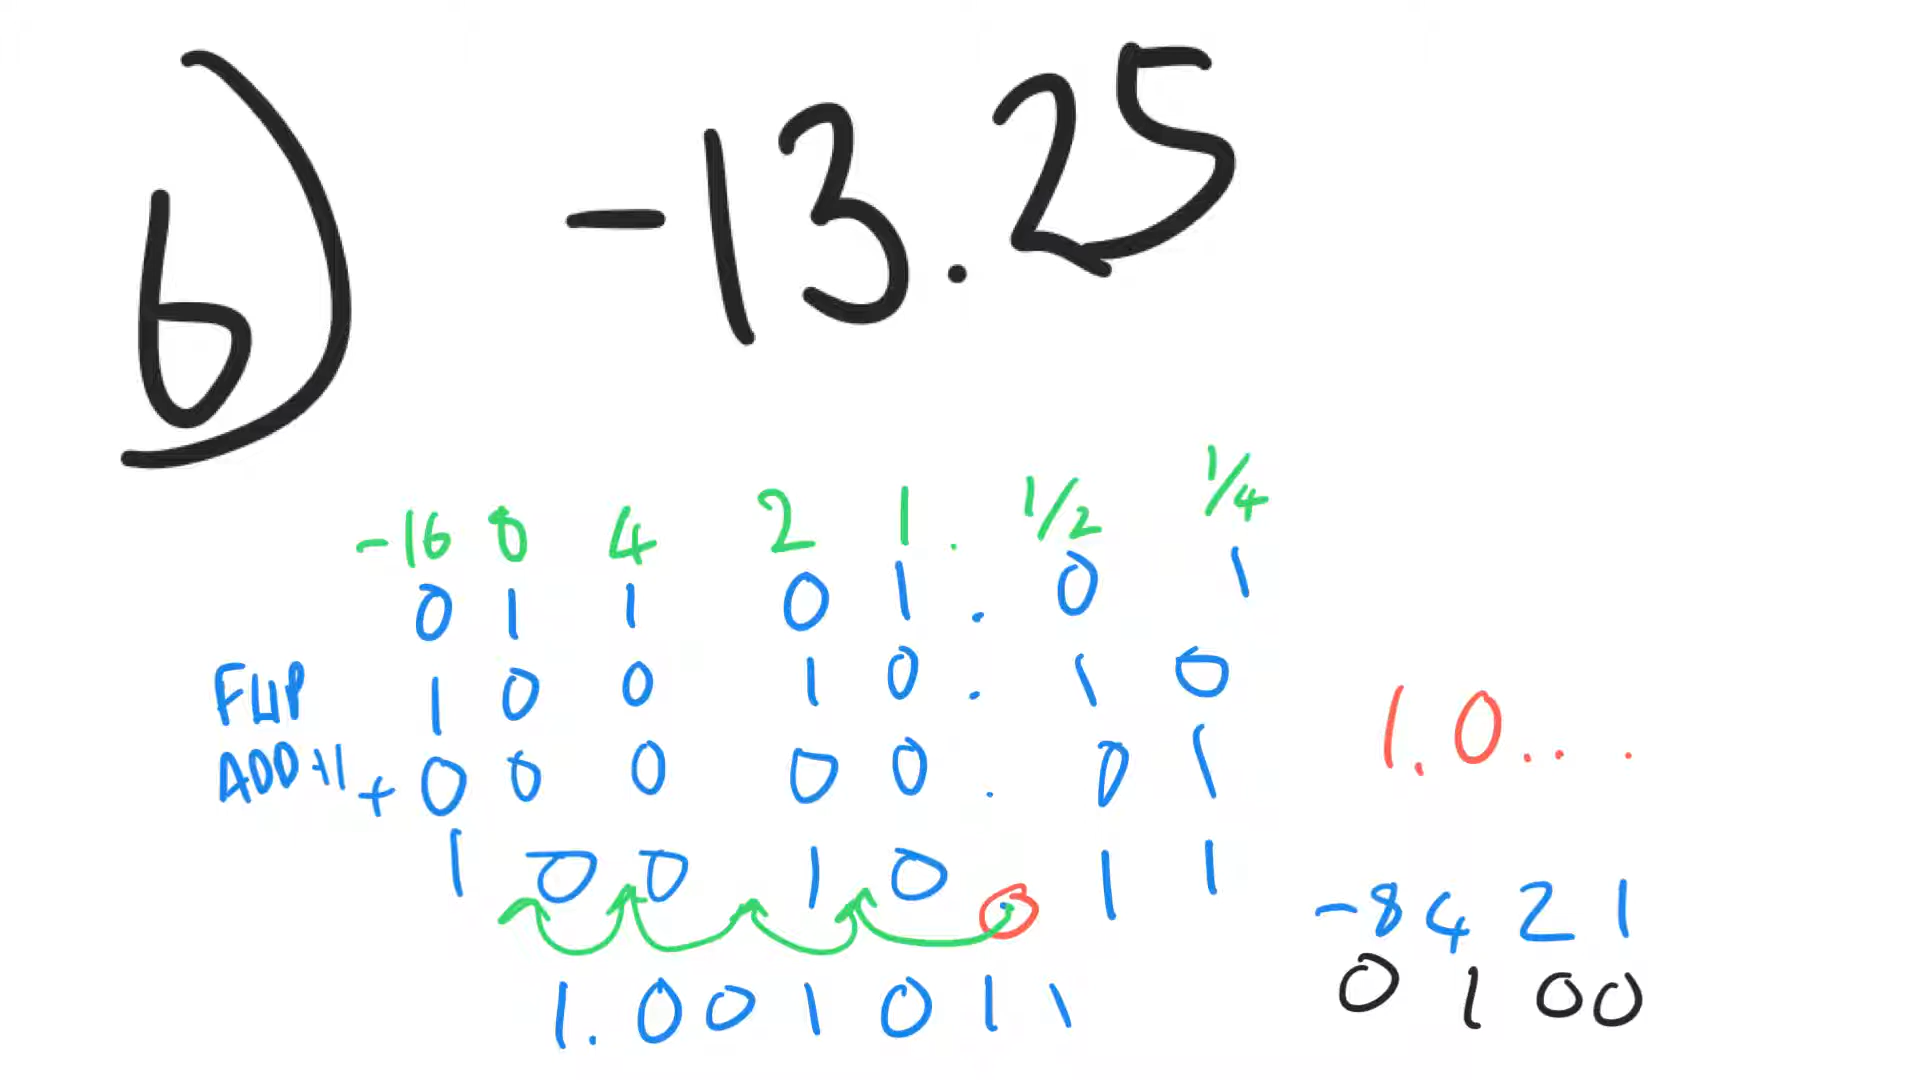 b) -13.25
-16 8 4 2 1 . 1/2 1/4
0 1 1 0 1 . 0 1
FLIP 1 0 0 1 0 . 1 0
ADD 1 + 0 0 0 0 0 . 0 1
1 0 0 1 0 . 1 1
1.0 . . .
1.001011
-8 4 2 1
0 1 0 0